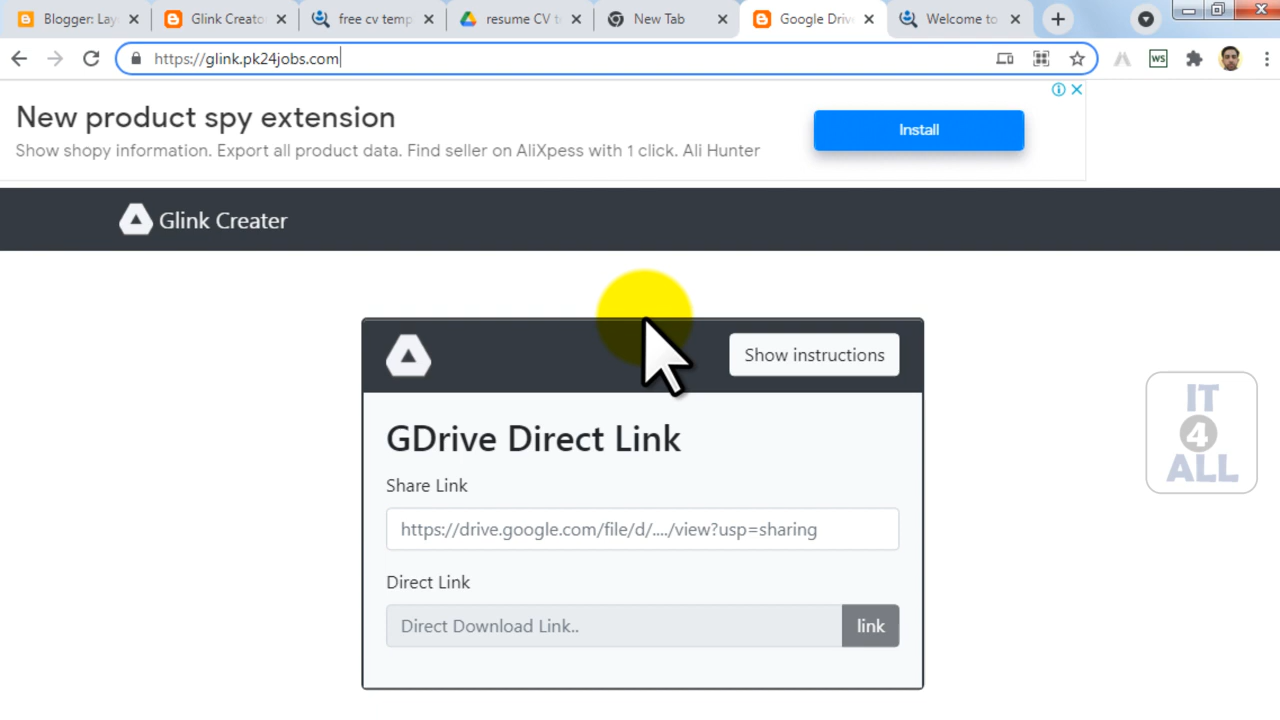 Blogger: Lay
Glink Creato
free cv temp
resume CV t
New Tab
Google Driv
Welcome to
https://glink.pk24jobs.com
WS
New product spy extension
Install
Show shopy information. Export all product data. Find seller on AliXpess with 1 click. Ali Hunter
Glink Creater
Show instructions
GDrive Direct Link
Share Link
https://drive.google.com/file/d/..../view?usp=sharing
Direct Link
Direct Download Link..
link
IT
4
ALL